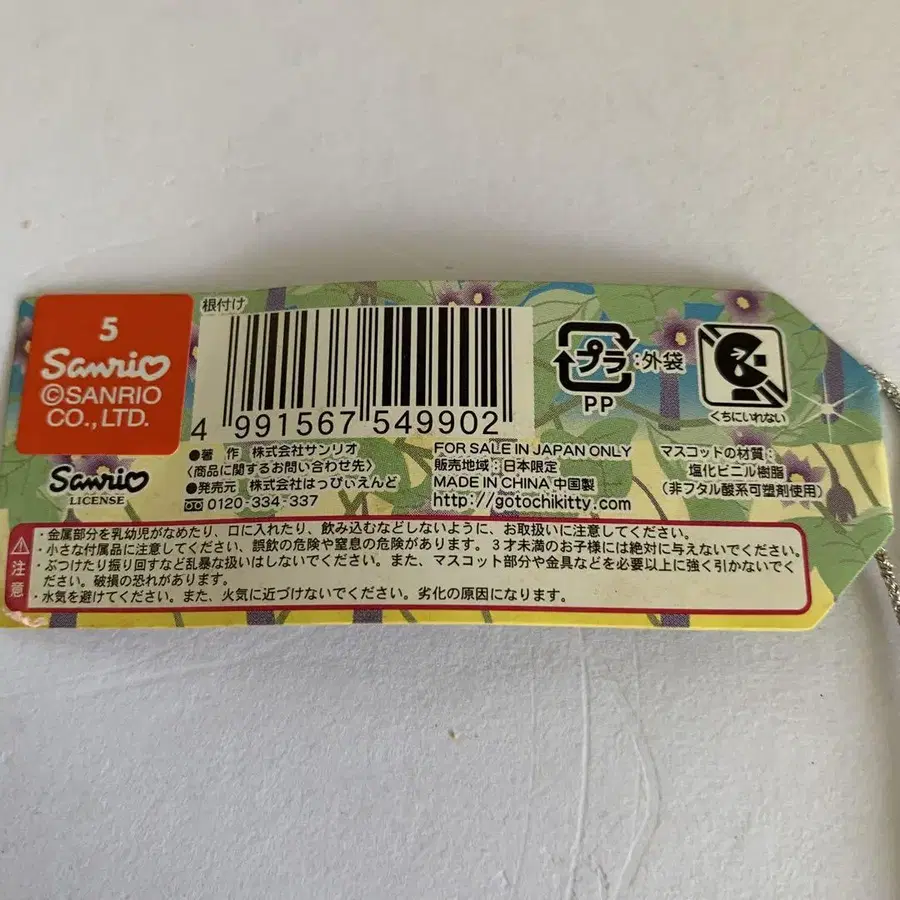 5
Sanrio
©SANRIO
CO.,LTD.
Sanrio
LICENSE
根付け
4 991567 549902
●著 作 株式会社サンリオ
〈商品に関するお問い合わせ先〉
●発売元 株式会社はっぴぃえんど
0120-334-337
FOR SALE IN JAPAN ONLY
販売地域：日本限定
MADE IN CHINA 中国製
http://gotochikitty.com
プラ：外袋
PP
くちにいれない
マスコットの材質：
塩化ビニル樹脂
（非フタル酸系可塑剤使用）
注意
・金属部分を乳幼児がなめたり、口に入れたり、飲み込むなどしないように、お取扱いに注意してください。
・小さな付属品に注意してください、誤飲の危険や窒息の危険があります。３才未満のお子様には絶対に与えないでください。
・ぶつけたり振り回すなど乱暴な扱いはしないでください。また、マスコット部分や金具などを必要以上に強く引かないでく
ださい。破損の恐れがあります。
・水気を避けてください。また、火気に近づけないでください。劣化の原因になります。